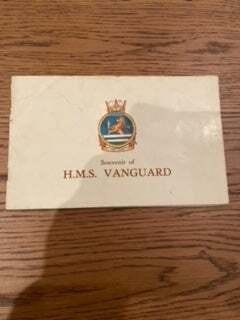 Souvenir of
H.M.S. VANGUARD